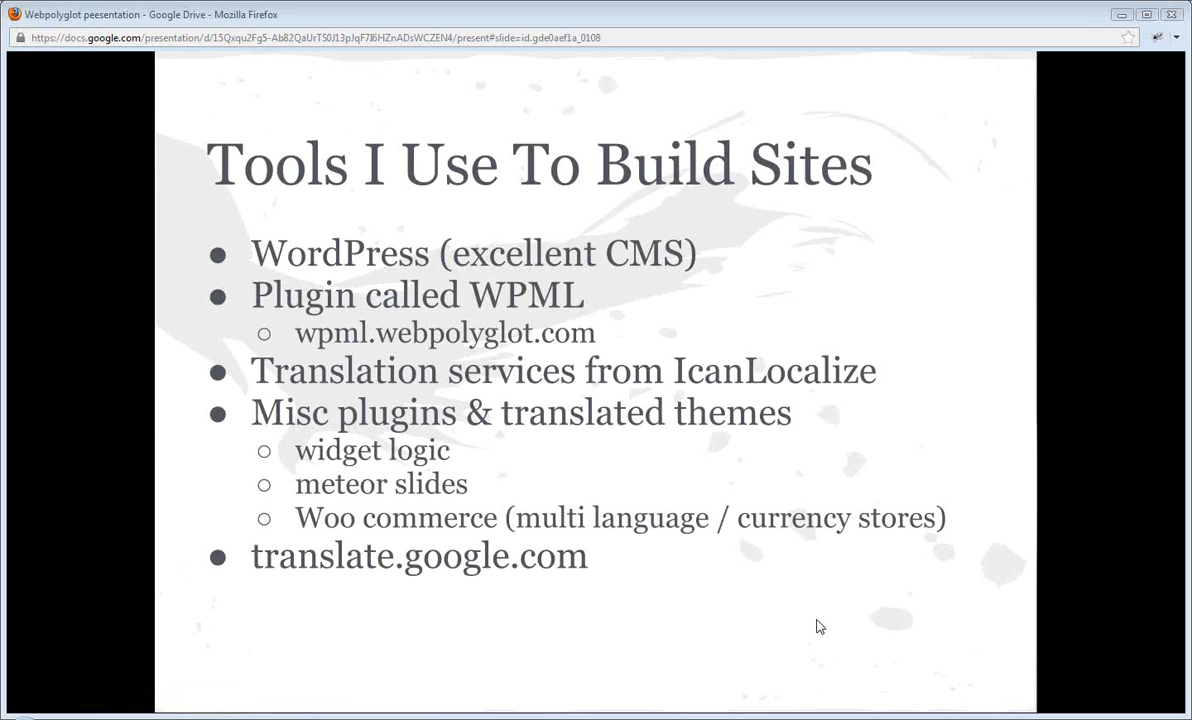 Webpolyglot peesentation - Google Drive - Mozilla Firefox
https://docs.google.com/presentation/d/15Qxqu2Fg5-Ab82QaUrTS0J13pJqF7I6HZnADsWCZEN4/present#slide=id.gde0aef1a_0108
Tools I Use To Build Sites
● WordPress (excellent CMS)
● Plugin called WPML
○ wpml.webpolyglot.com
● Translation services from IcanLocalize
● Misc plugins & translated themes
○ widget logic
○ meteor slides
○ Woo commerce (multi language / currency stores)
● translate.google.com